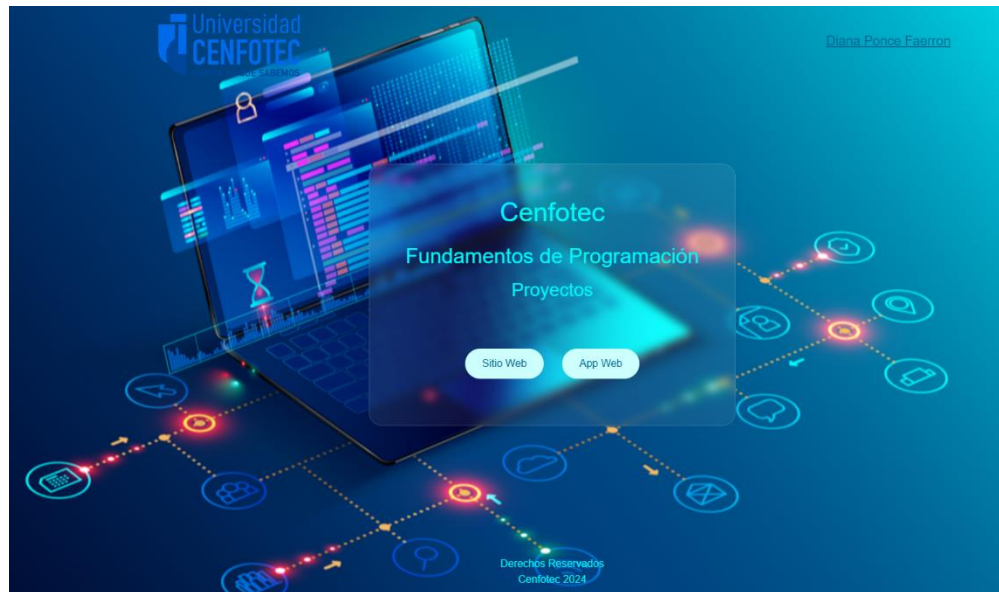 Universidad
CENFOTEC
Diana Ponce Faerron
Cenfotec
Fundamentos de Programación
Proyectos
Sitio Web
App Web
Derechos Reservados
Cenfotec 2024